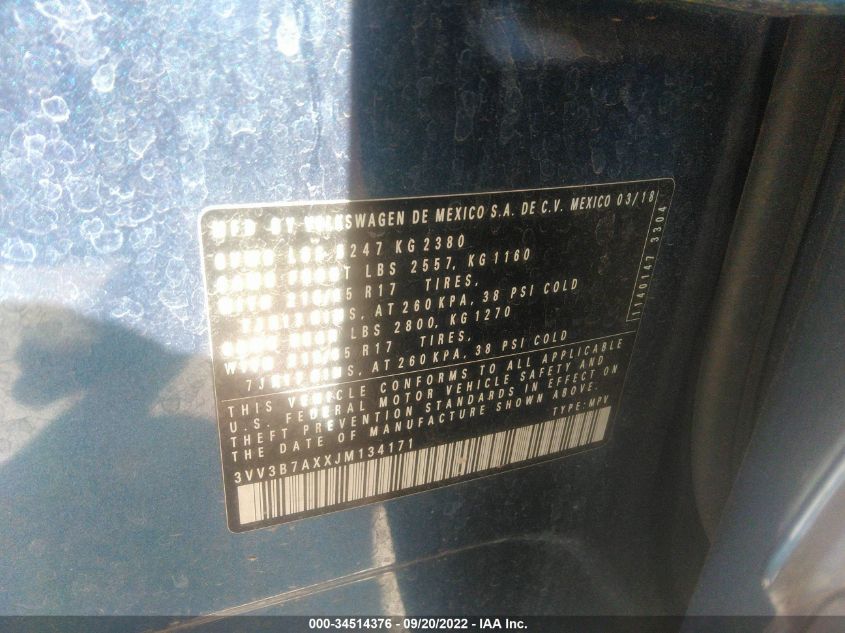 VOLKSWAGEN DE MEXICO S.A. DE C.V. MEXICO 03/18
KG 2380
LBS 2557, KG 1160
R17 TIRES,
AT 260 KPA, 38 PSI COLD
LBS 2800, KG 1270
R17 TIRES,
AT 260 KPA, 38 PSI COLD
THIS VEHICLE CONFORMS TO ALL APPLICABLE
U.S. FEDERAL MOTOR VEHICLE SAFETY AND
THEFT PREVENTION STANDARDS IN EFFECT ON
THE DATE OF MANUFACTURE SHOWN ABOVE.
3VV3B7AXXJM134171
TYPE: MPV
1140147 3304
000-34514376 - 09/20/2022 - IAA Inc.